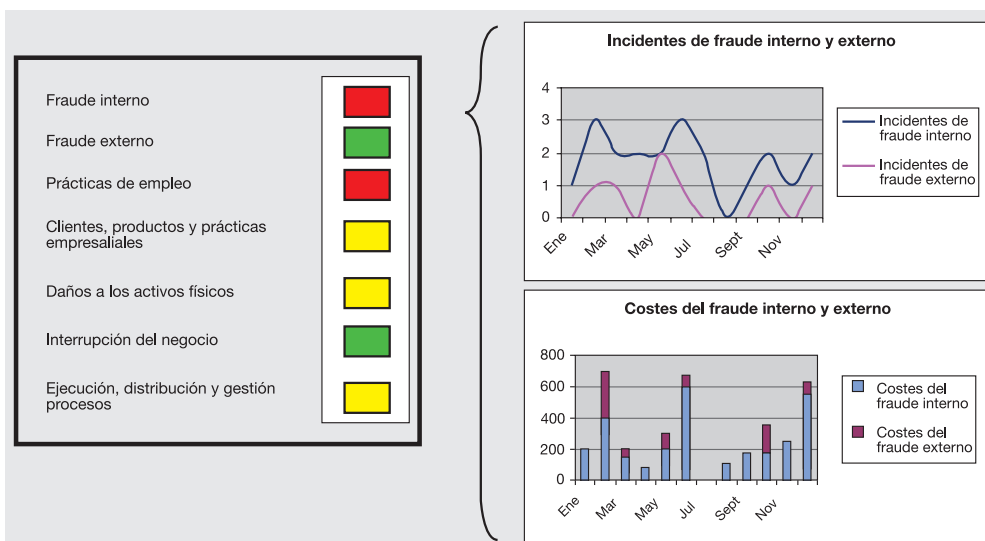 Fraude interno
Fraude externo
Prácticas de empleo
Clientes, productos y prácticas
empresaliales
Daños a los activos físicos
Interrupción del negocio
Ejecución, distribución y gestión
procesos
Incidentes de fraude interno y externo
4
3
2
1
0
Ene
Mar
May
Jul
Sept
Nov
Incidentes de
fraude interno
Incidentes de
fraude externo
Costes del fraude interno y externo
800
600
400
200
0
Ene
Mar
May
Jul
Sept
Nov
Costes del
fraude interno
Costes del
fraude externo